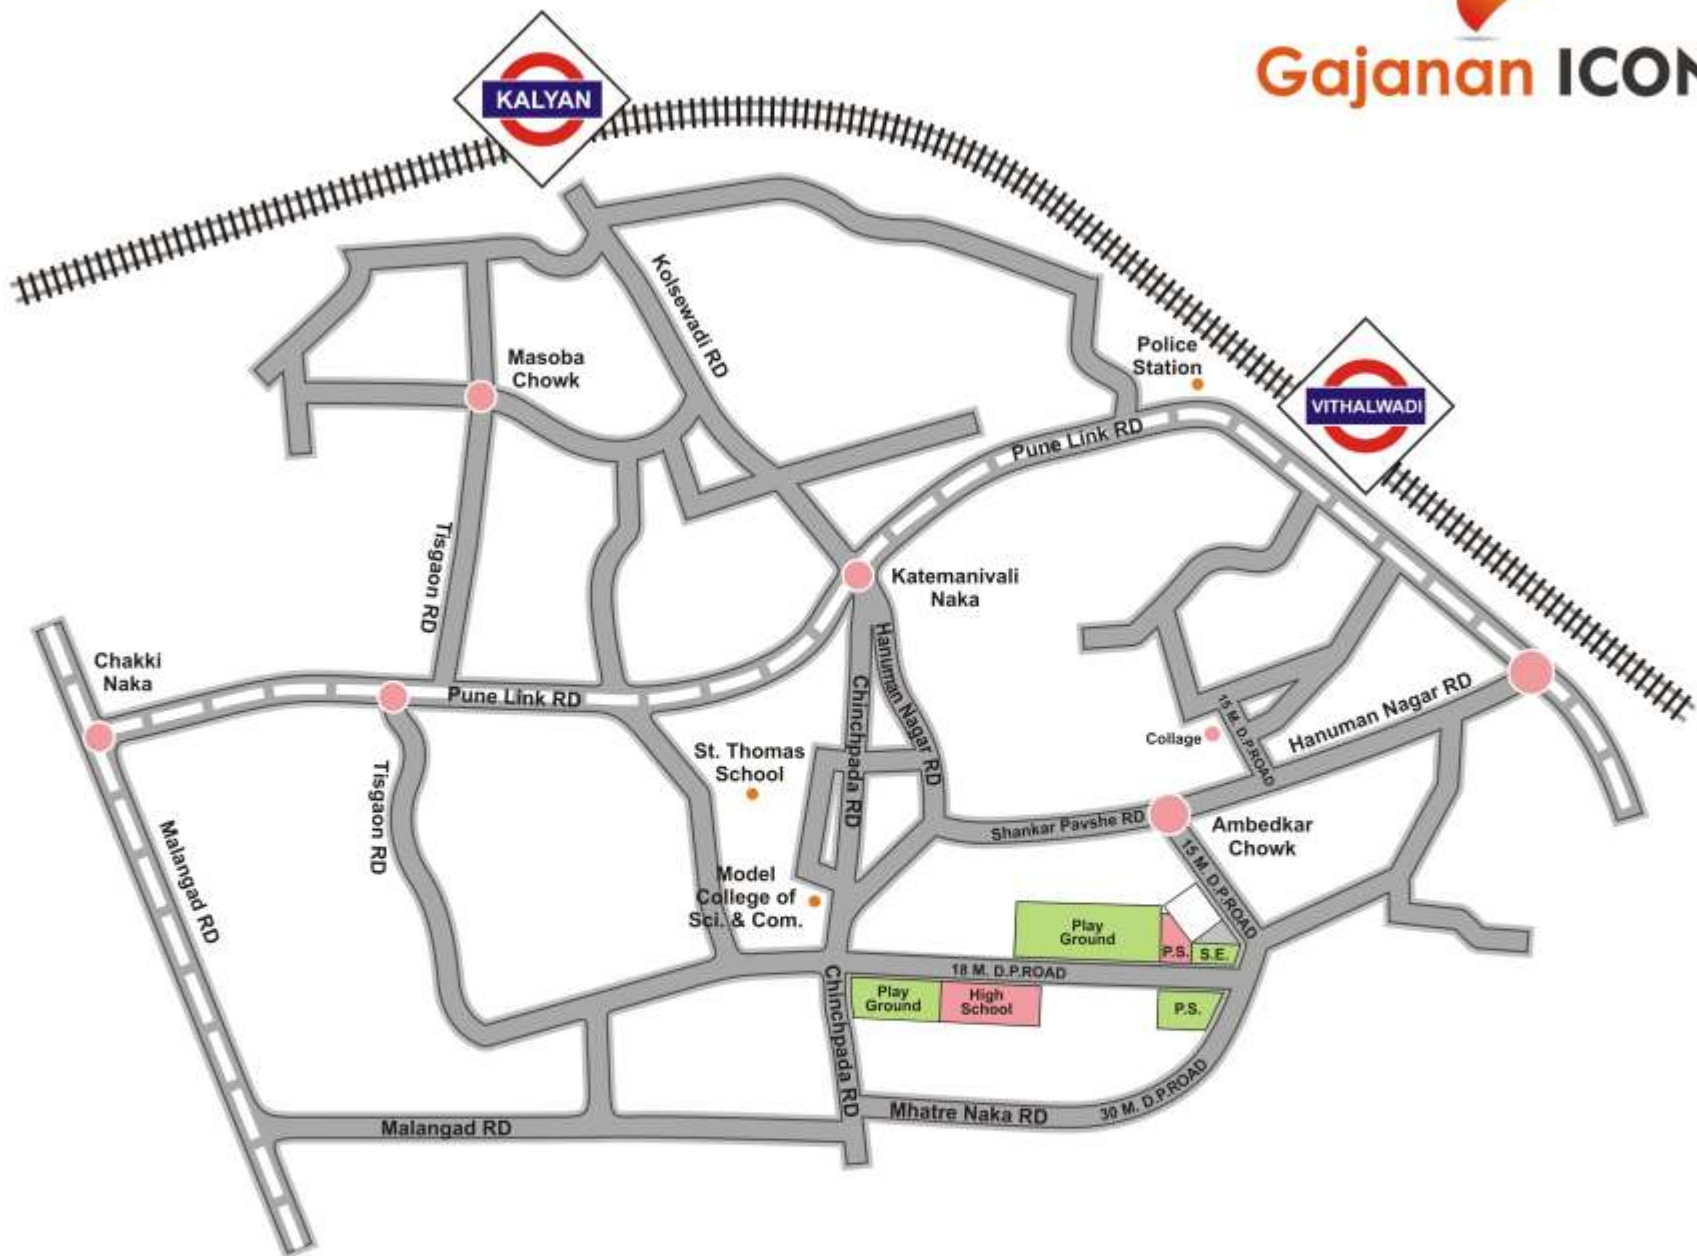 Gajanan ICON
KALYAN
Kolsewadi RD
Masoba
Chowk
Police
Station
VITHALWADI
Pune Link RD
Tisgaon RD
Katemanivali
Naka
Hanuman Nagar RD
Chakki
Naka
Pune Link RD
Chinchpada RD
Hanuman Nagar RD
15 M. D.P.ROAD
Collage
St. Thomas
School
Tisgaon RD
Malangad RD
Shankar Pavshe RD
Ambedkar
Chowk
15 M. D.P.ROAD
Model
College of
Sci. & Com.
Play
Ground
P.S.
S.E.
18 M. D.P.ROAD
Chinchpada RD
Play
Ground
High
School
P.S.
30 M. D.P.ROAD
Mhatre Naka RD
Malangad RD